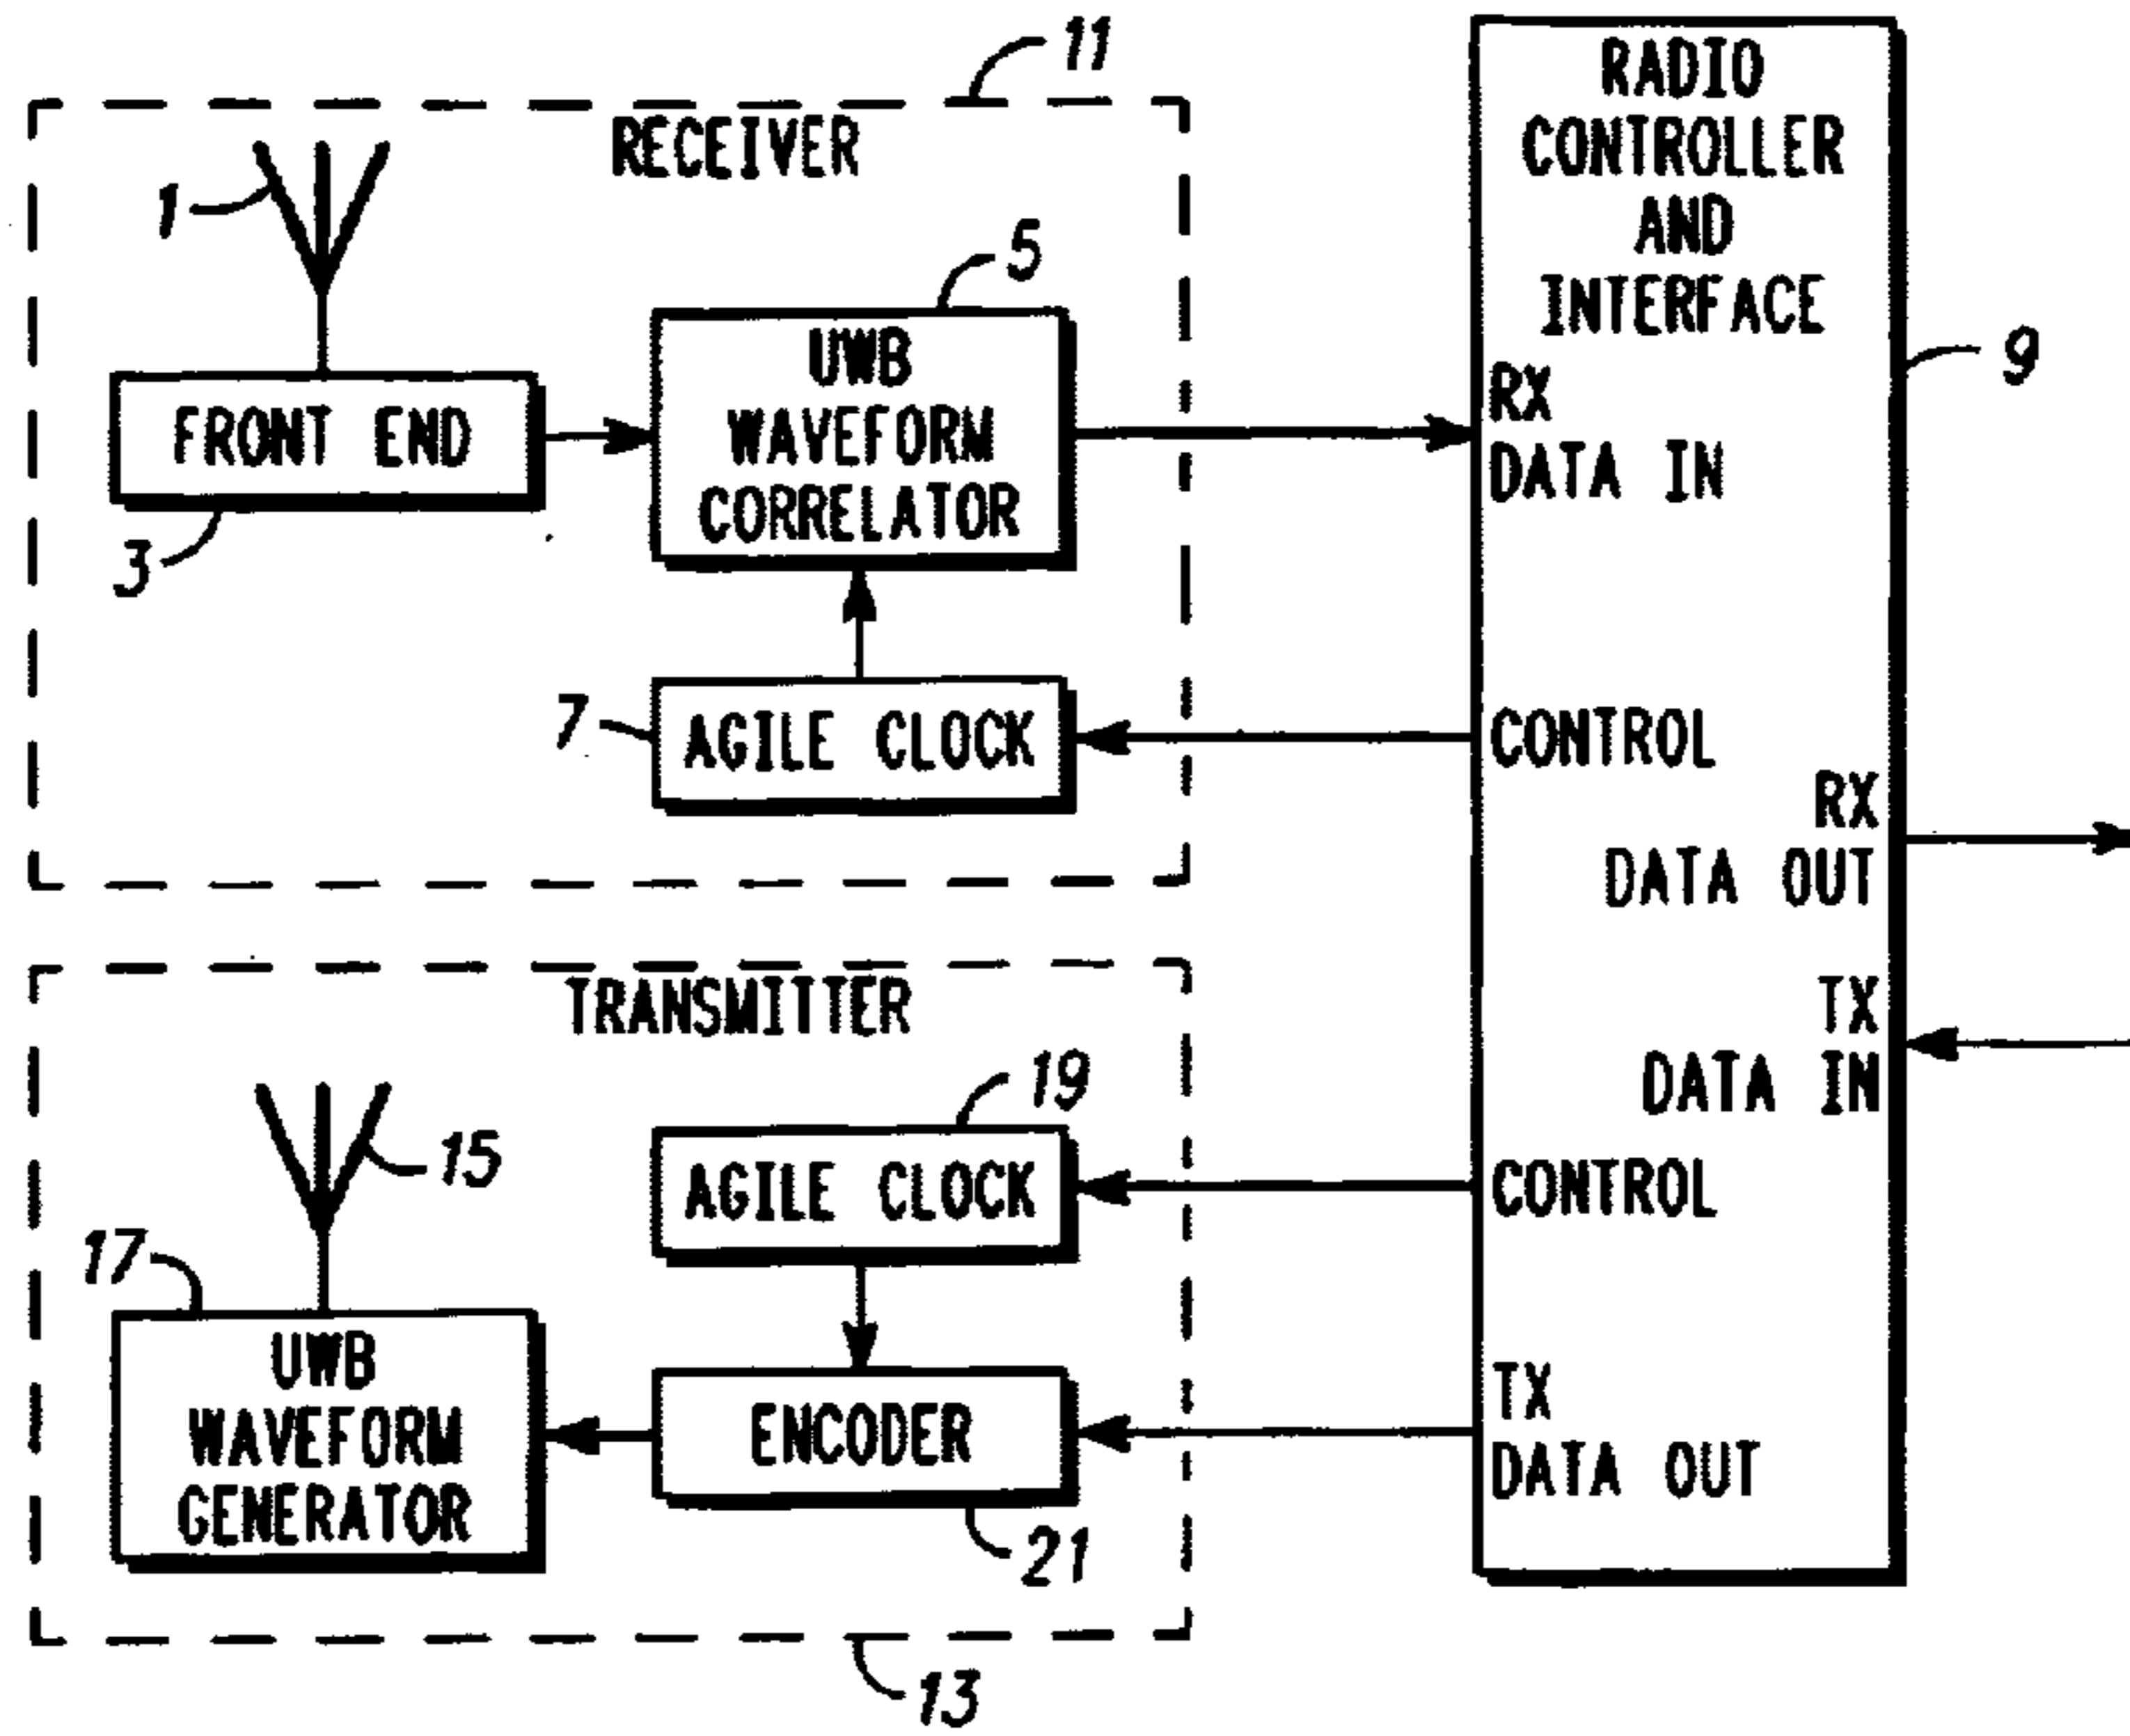 11
RECEIVER
1
5
UWB
WAVEFORM
CORRELATOR
FRONT END
3
7
AGILE CLOCK
RADIO
CONTROLLER
AND
INTERFACE
9
RX
DATA IN
CONTROL
RX
DATA OUT
TX
DATA IN
CONTROL
TX
DATA OUT
TRANSMITTER
19
15
AGILE CLOCK
17
UWB
WAVEFORM
GENERATOR
ENCODER
21
13